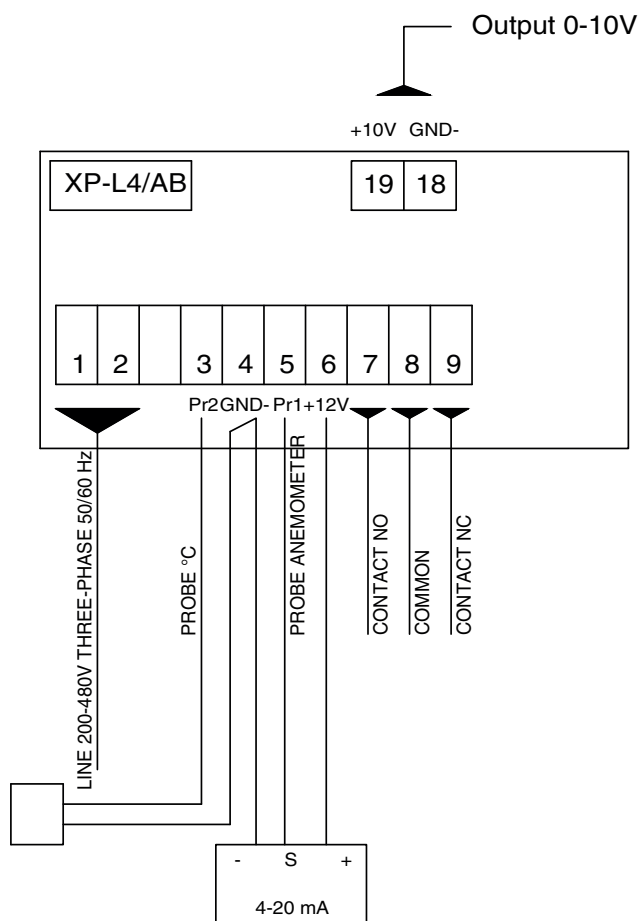 Output 0-10V
+10V GND-
XP-L4/AB
19 18
1 2 3 4 5 6 7 8 9
Pr2 GND- Pr1 +12V
LINE 200-480V THREE-PHASE 50/60 Hz
PROBE °C
PROBE ANEMOMETER
CONTACT NO
COMMON
CONTACT NC
- S +
4-20 mA